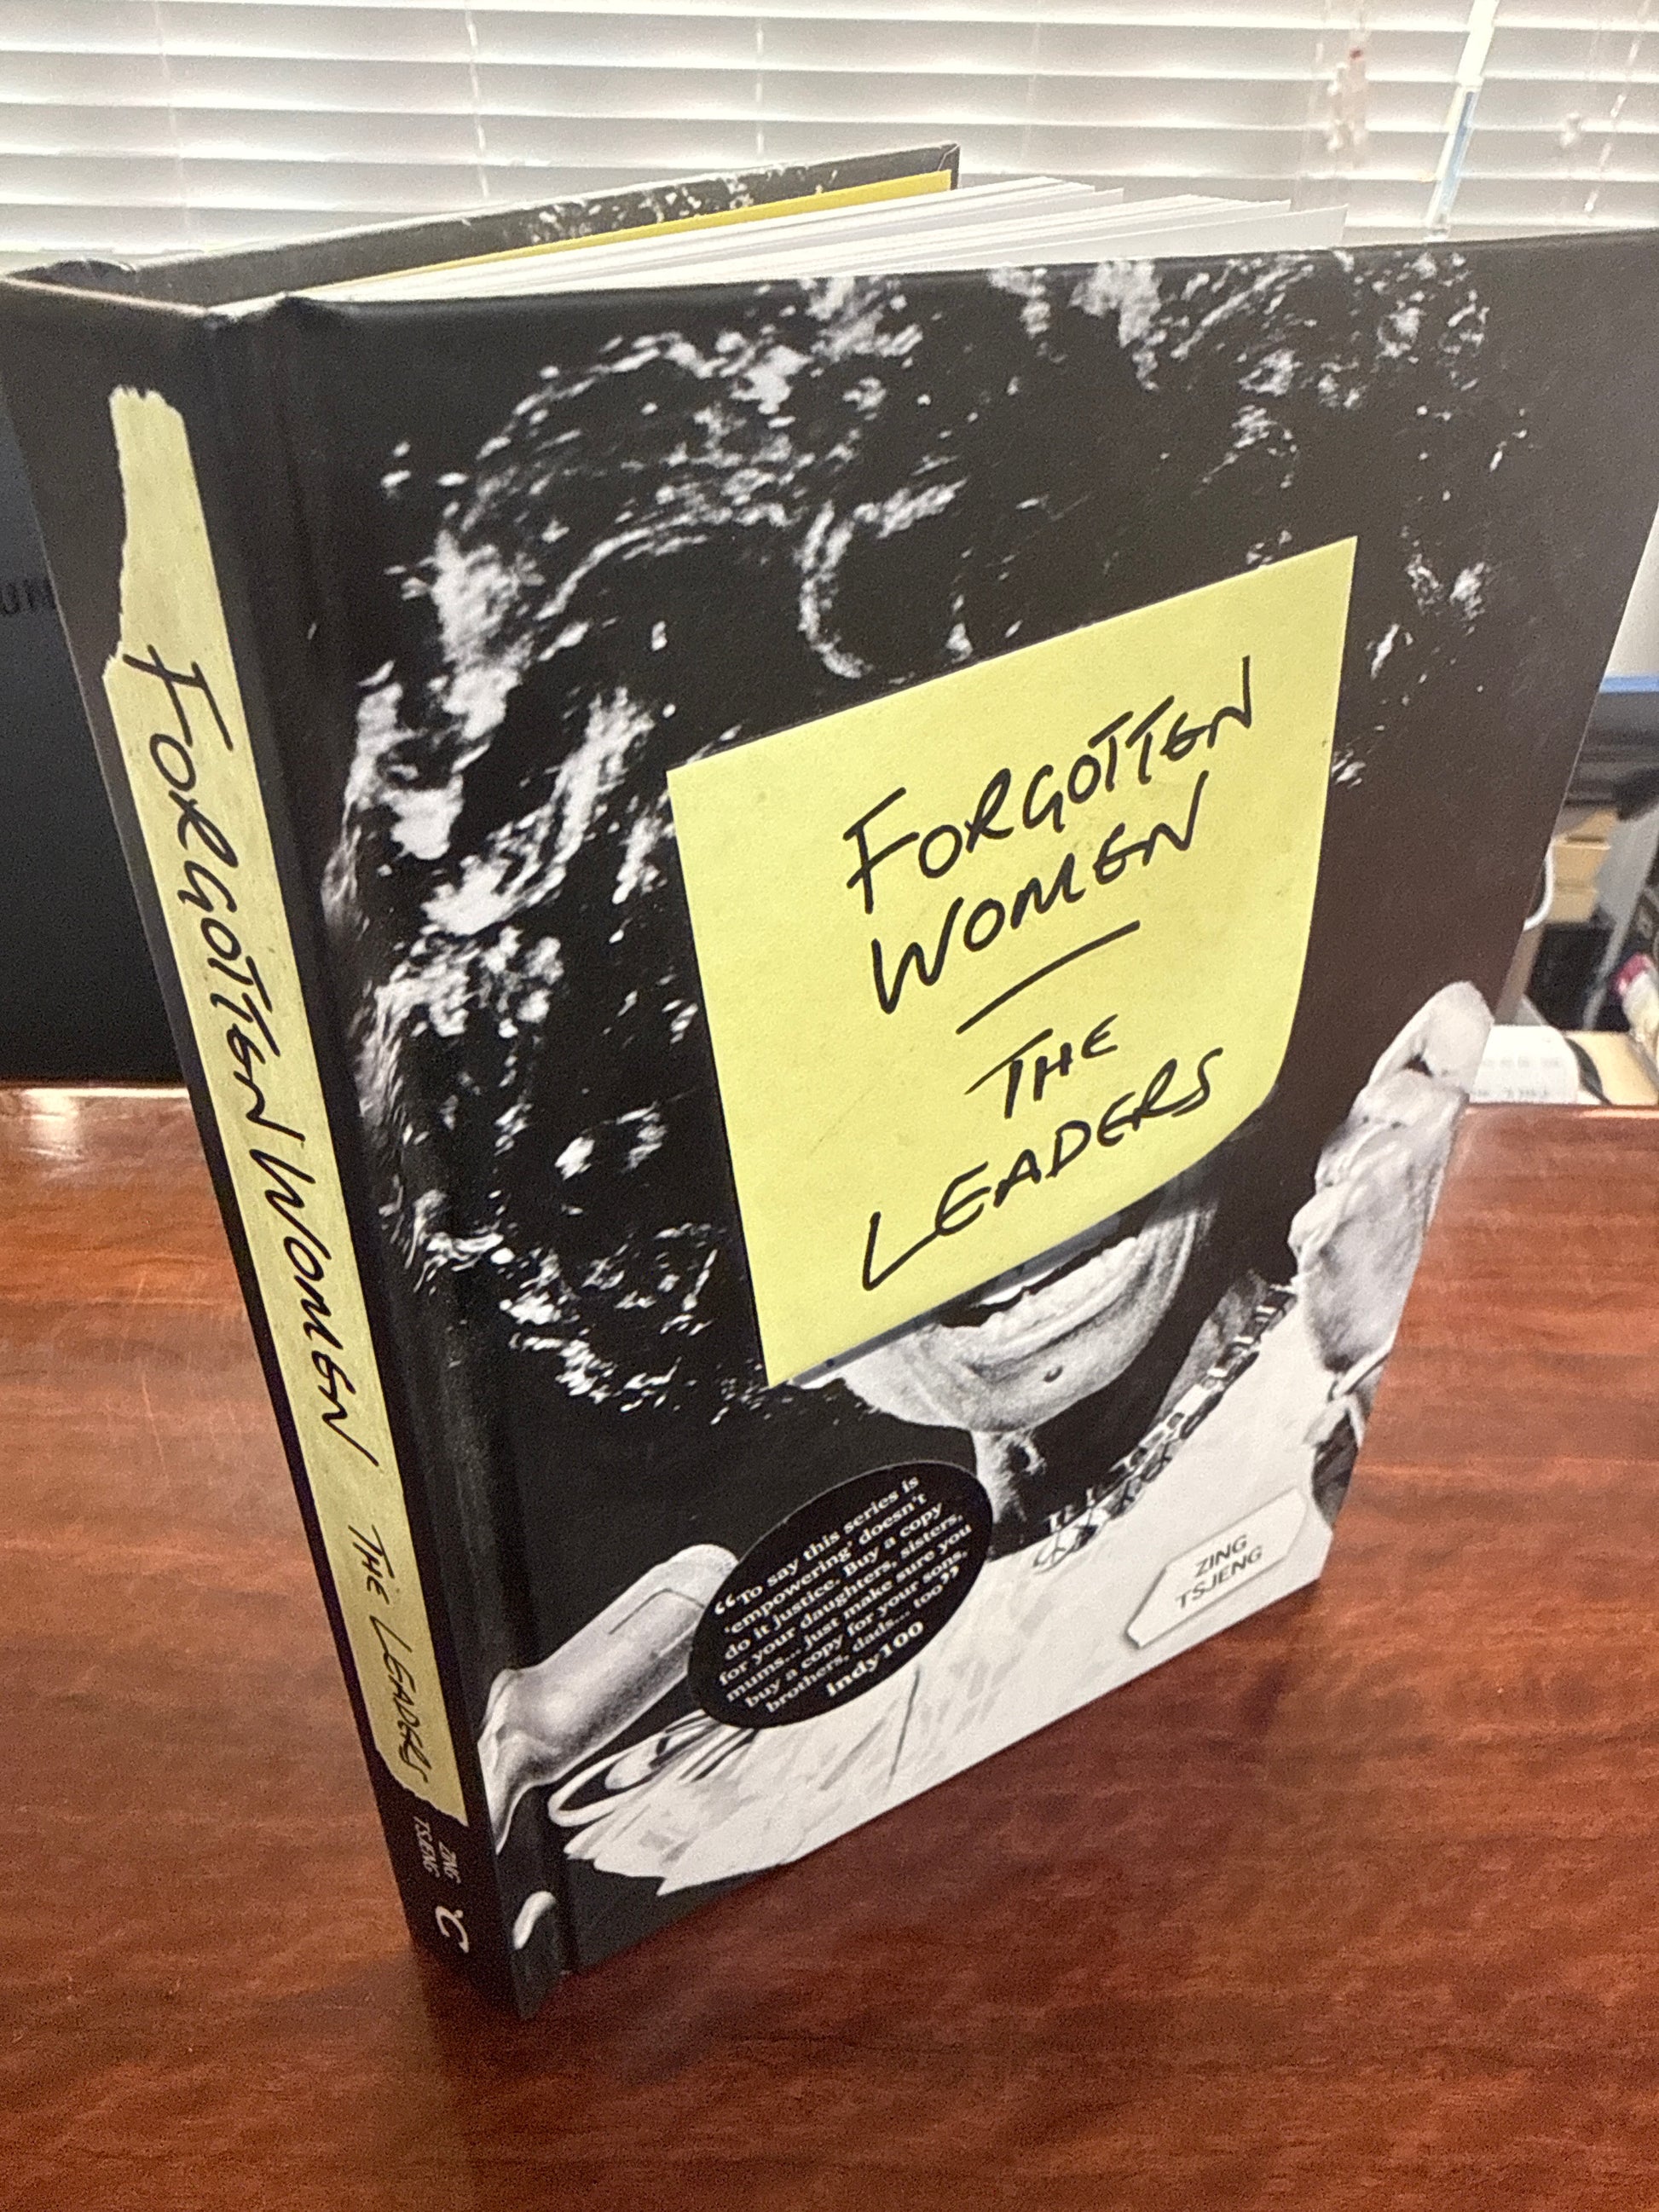 FORGOTTEN WOMEN THE LEADERS
ZING
TSJENG
FORGOTTEN
WOMEN
THE
LEADERS
“To say this series is
‘empowering’ doesn’t
do it justice. Buy a copy
for your daughters, sisters,
mums... just make sure you
buy a copy for your sons,
brothers, dads... too”
indy100
ZING
TSJENG